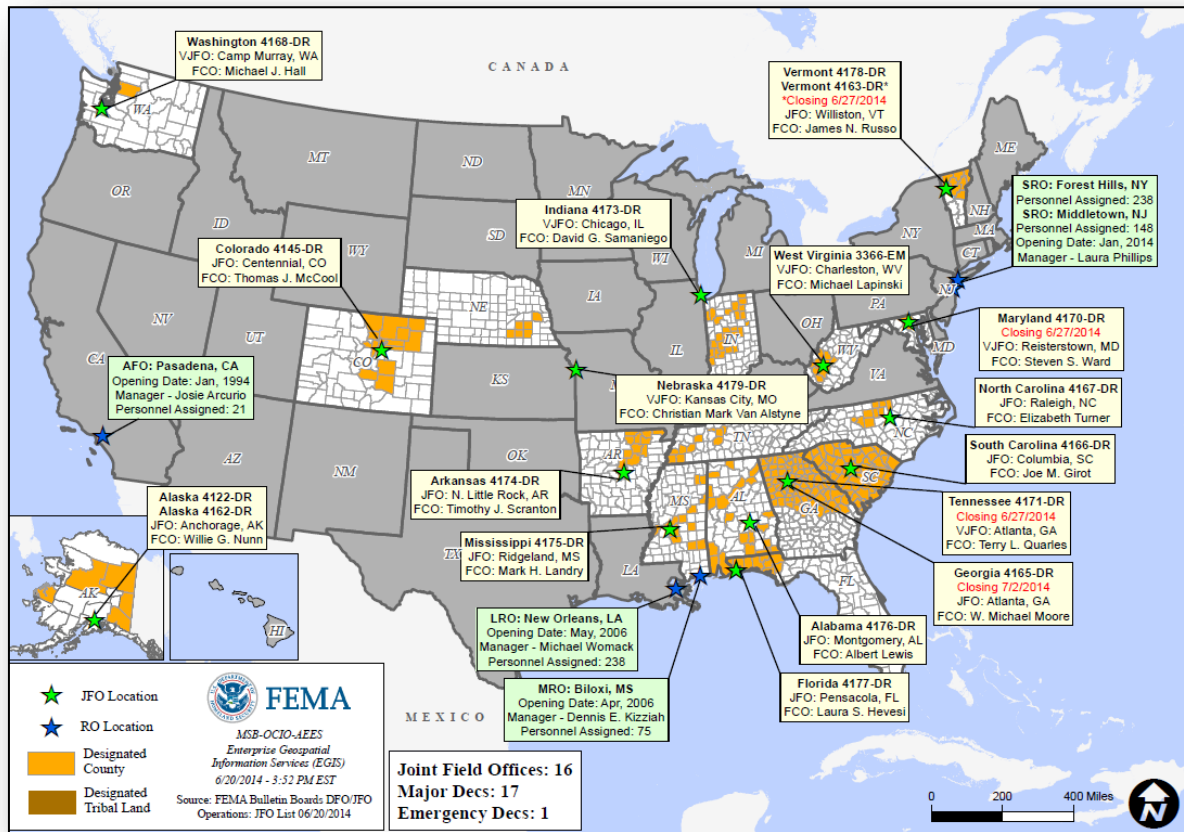 CANADA
Washington 4168-DR
VJFO: Camp Murray, WA
FCO: Michael J. Hall
Vermont 4178-DR
Vermont 4163-DR*
*Closing 6/27/2014
JFO: Williston, VT
FCO: James N. Russo
SRO: Forest Hills, NY
Personnel Assigned: 238
SRO: Middletown, NJ
Personnel Assigned: 148
Opening Date: Jan, 2014
Manager - Laura Phillips
Indiana 4173-DR
VJFO: Chicago, IL
FCO: David G. Samaniego
Colorado 4145-DR
JFO: Centennial, CO
FCO: Thomas J. McCool
West Virginia 3366-EM
VJFO: Charleston, WV
FCO: Michael Lapinski
Maryland 4170-DR
Closing 6/27/2014
VJFO: Reisterstown, MD
FCO: Steven S. Ward
AFO: Pasadena, CA
Opening Date: Jan, 1994
Manager - Josie Arcurio
Personnel Assigned: 21
Nebraska 4179-DR
VJFO: Kansas City, MO
FCO: Christian Mark Van Alstyne
North Carolina 4167-DR
JFO: Raleigh, NC
FCO: Elizabeth Turner
South Carolina 4166-DR
JFO: Columbia, SC
FCO: Joe M. Girot
Arkansas 4174-DR
JFO: N. Little Rock, AR
FCO: Timothy J. Scranton
Alaska 4122-DR
Alaska 4162-DR
JFO: Anchorage, AK
FCO: Willie G. Nunn
Tennessee 4171-DR
Closing 6/27/2014
VJFO: Atlanta, GA
FCO: Terry L. Quarles
Mississippi 4175-DR
JFO: Ridgeland, MS
FCO: Mark H. Landry
Georgia 4165-DR
Closing 7/2/2014
JFO: Atlanta, GA
FCO: W. Michael Moore
LRO: New Orleans, LA
Opening Date: May, 2006
Manager - Michael Womack
Personnel Assigned: 238
Alabama 4176-DR
JFO: Montgomery, AL
FCO: Albert Lewis
MRO: Biloxi, MS
Opening Date: Apr, 2006
Manager - Dennis E. Kizziah
Personnel Assigned: 75
Florida 4177-DR
JFO: Pensacola, FL
FCO: Laura S. Hevesi
WA
MT
ND
MN
ME
OR
ID
SD
WI
MI
NY
NH
MA
CT
WY
IA
PA
NJ
NE
NV
UT
CO
IL
IN
OH
WV
MD
VA
CA
KS
AZ
NM
OK
AR
TN
NC
SC
MS
AL
GA
TX
LA
FL
AK
HI
MEXICO
JFO Location
RO Location
Designated
County
Designated
Tribal Land
U.S. DEPARTMENT OF
HOMELAND SECURITY
FEMA
MSB-OCIO-AEES
Enterprise Geospatial
Information Services (EGIS)
6/20/2014 - 3:52 PM EST
Source: FEMA Bulletin Boards DFO/JFO
Operations: JFO List 06/20/2014
Joint Field Offices: 16
Major Decs: 17
Emergency Decs: 1
0 200 400 Miles
N